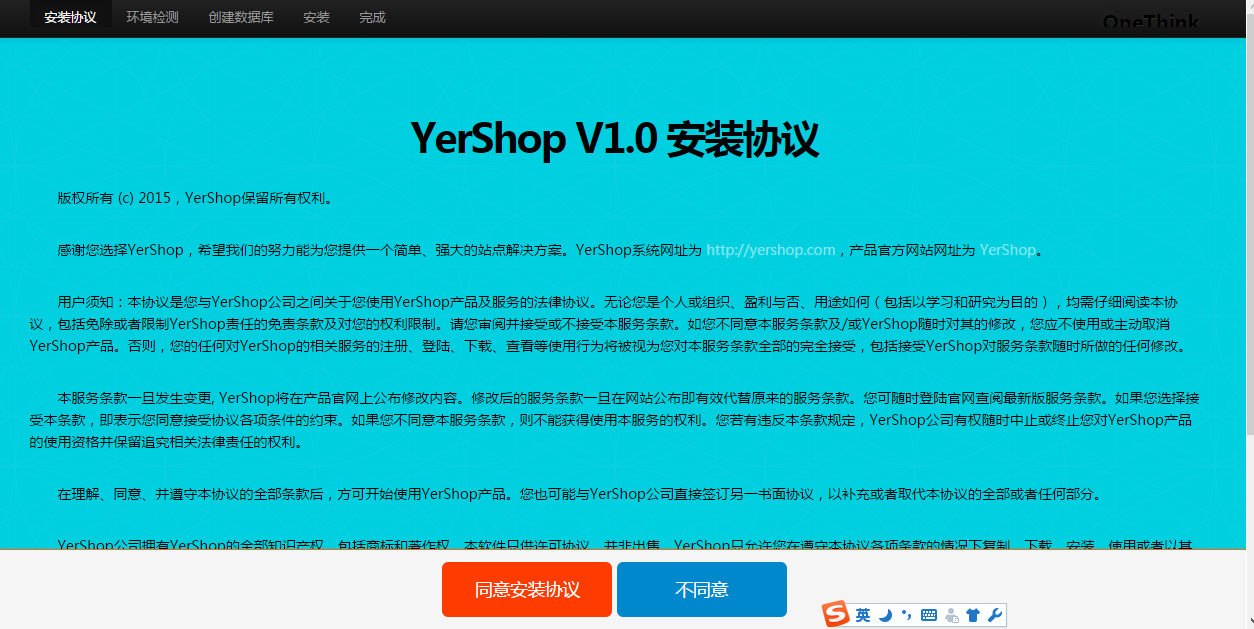 安装协议 环境检测 创建数据库 安装 完成 OneThink
YerShop V1.0 安装协议
版权所有 (c) 2015，YerShop保留所有权利。
感谢您选择YerShop，希望我们的努力能为您提供一个简单、强大的站点解决方案。YerShop系统网址为 http://yershop.com，产品官方网站网址为 YerShop。
用户须知：本协议是您与YerShop公司之间关于您使用YerShop产品及服务的法律协议。无论您是个人或组织、盈利与否、用途如何（包括以学习和研究为目的），均需仔细阅读本协
议，包括免除或者限制YerShop责任的免责条款及对您的权利限制。请您审阅并接受或不接受本服务条款。如您不同意本服务条款及/或YerShop随时对其的修改，您应不使用或主动取消
YerShop产品。否则，您的任何对YerShop的相关服务的注册、登陆、下载、查看等使用行为将被视为您对本服务条款全部的完全接受，包括接受YerShop对服务条款随时所做的任何修改。
本服务条款一旦发生变更, YerShop将在产品官网上公布修改内容。修改后的服务条款一旦在网站公布即有效代替原来的服务条款。您可随时登陆官网查阅最新版服务条款。如果您选择接
受本条款，即表示您同意接受协议各项条件的约束。如果您不同意本服务条款，则不能获得使用本服务的权利。您若有违反本条款规定，YerShop公司有权随时中止或终止您对YerShop产品
的使用资格并保留追究相关法律责任的权利。
在理解、同意、并遵守本协议的全部条款后，方可开始使用YerShop产品。您也可能与YerShop公司直接签订另一书面协议，以补充或者取代本协议的全部或者任何部分。
YerShop公司拥有YerShop的全部知识产权，包括商标和著作权。本软件只供许可协议，并非出售。YerShop只允许您在遵守本协议各项条款的情况下复制、下载、安装、使用或者以其
同意安装协议 不同意
S 英